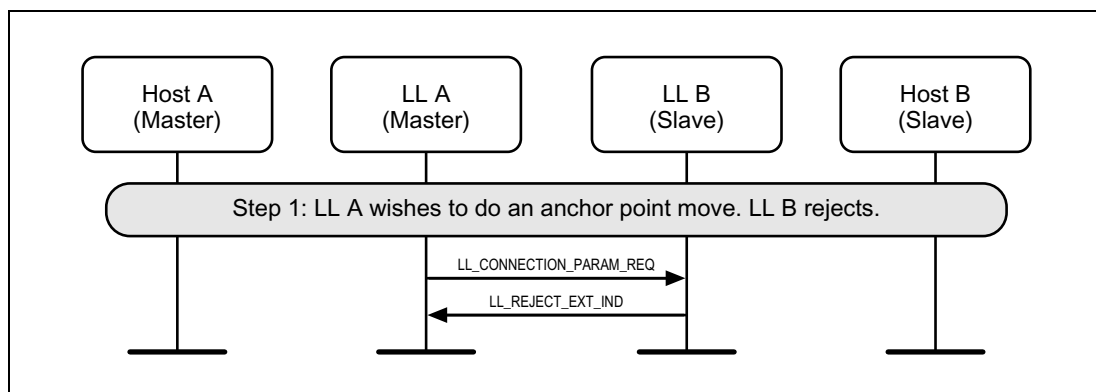 Host A
(Master)
LL A
(Master)
LL B
(Slave)
Host B
(Slave)
Step 1: LL A wishes to do an anchor point move. LL B rejects.
LL_CONNECTION_PARAM_REQ
LL_REJECT_EXT_IND